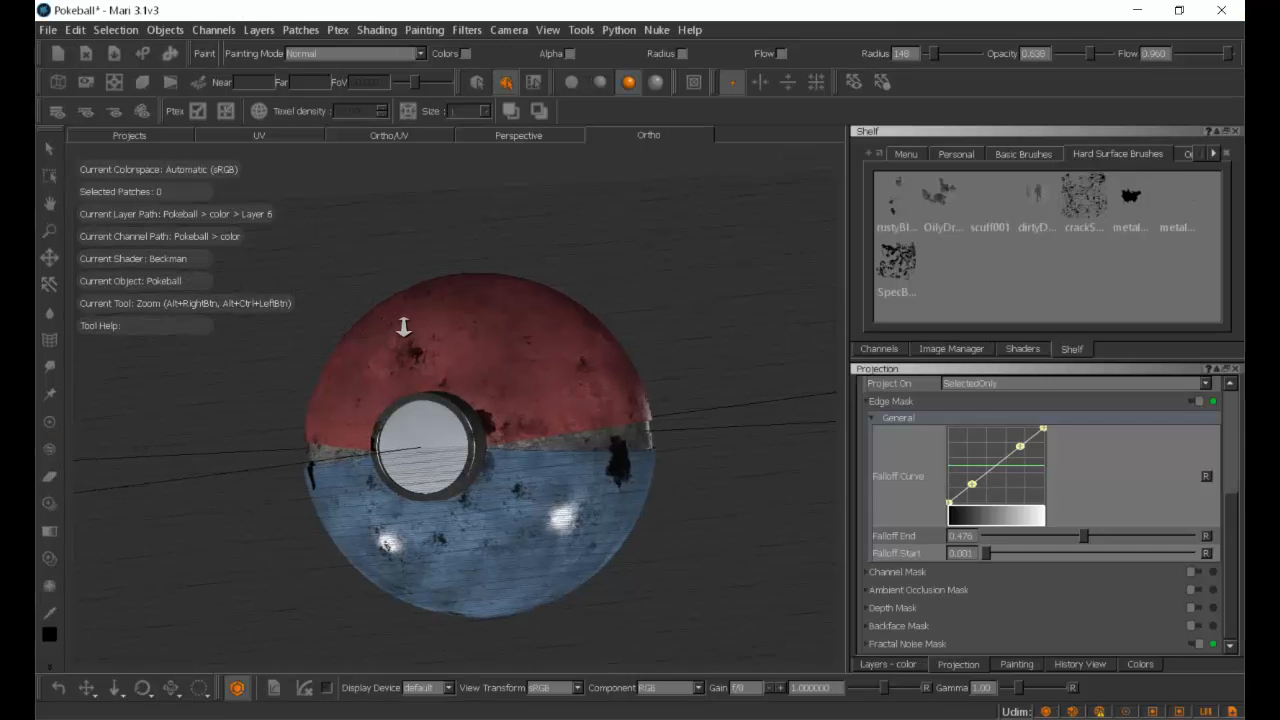 Pokeball* - Mari 3.1v3
File Edit Selection Objects Channels Layers Patches Ptex Shading Painting Filters Camera View Tools Python Nuke Help
Paint Painting Mode Normal Colors Alpha Radius Flow Radius 148 Opacity 0.638 Flow 0.960
Near Far FoV
Ptex Texel density Size
Projects UV Ortho/UV Perspective Ortho
Shelf
Menu Personal Basic Brushes Hard Surface Brushes
rustyBl... OilyDr... scuff001 dirtyD... crackS... metal... metal...
SpecB...
Current Colorspace: Automatic (sRGB)
Selected Patches: 0
Current Layer Path: Pokeball > color > Layer 6
Current Channel Path: Pokeball > color
Current Shader: Beckman
Current Object: Pokeball
Current Tool: Zoom (Alt+RightBtn, Alt+Ctrl+LeftBtn)
Tool Help:
Channels Image Manager Shaders Shelf
Projection
Project On SelectedOnly
Edge Mask
General
Falloff Curve R
Falloff End 0.476 R
Falloff Start 0.001 R
Channel Mask
Ambient Occlusion Mask
Depth Mask
Backface Mask
Fractal Noise Mask
Layers - color Projection Painting History View Colors
Display Device default View Transform sRGB Component RGB Gain f/8 1.000000 R Gamma 1.00 R
Udim: